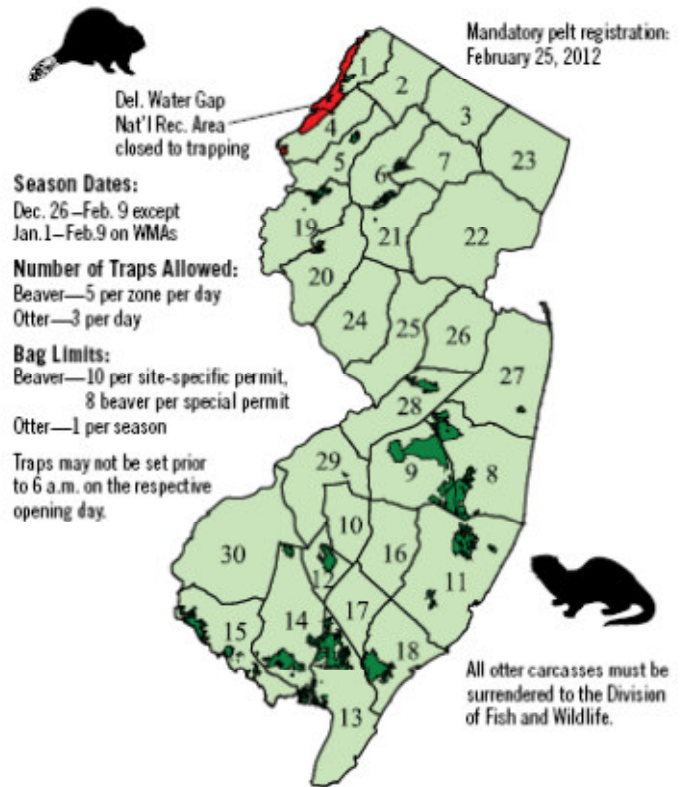 Mandatory pelt registration:
February 25, 2012
Del. Water Gap
Nat'l Rec. Area
closed to trapping
Season Dates:
Dec. 26–Feb. 9 except
Jan.1–Feb.9 on WMAs
Number of Traps Allowed:
Beaver—5 per zone per day
Otter—3 per day
Bag Limits:
Beaver—10 per site-specific permit,
8 beaver per special permit
Otter—1 per season
Traps may not be set prior
to 6 a.m. on the respective
opening day.
1
2
3
4
5
6
7
23
19
21
22
20
24
25
26
27
28
29
9
8
10
16
11
30
12
17
14
15
18
13
All otter carcasses must be
surrendered to the Division
of Fish and Wildlife.